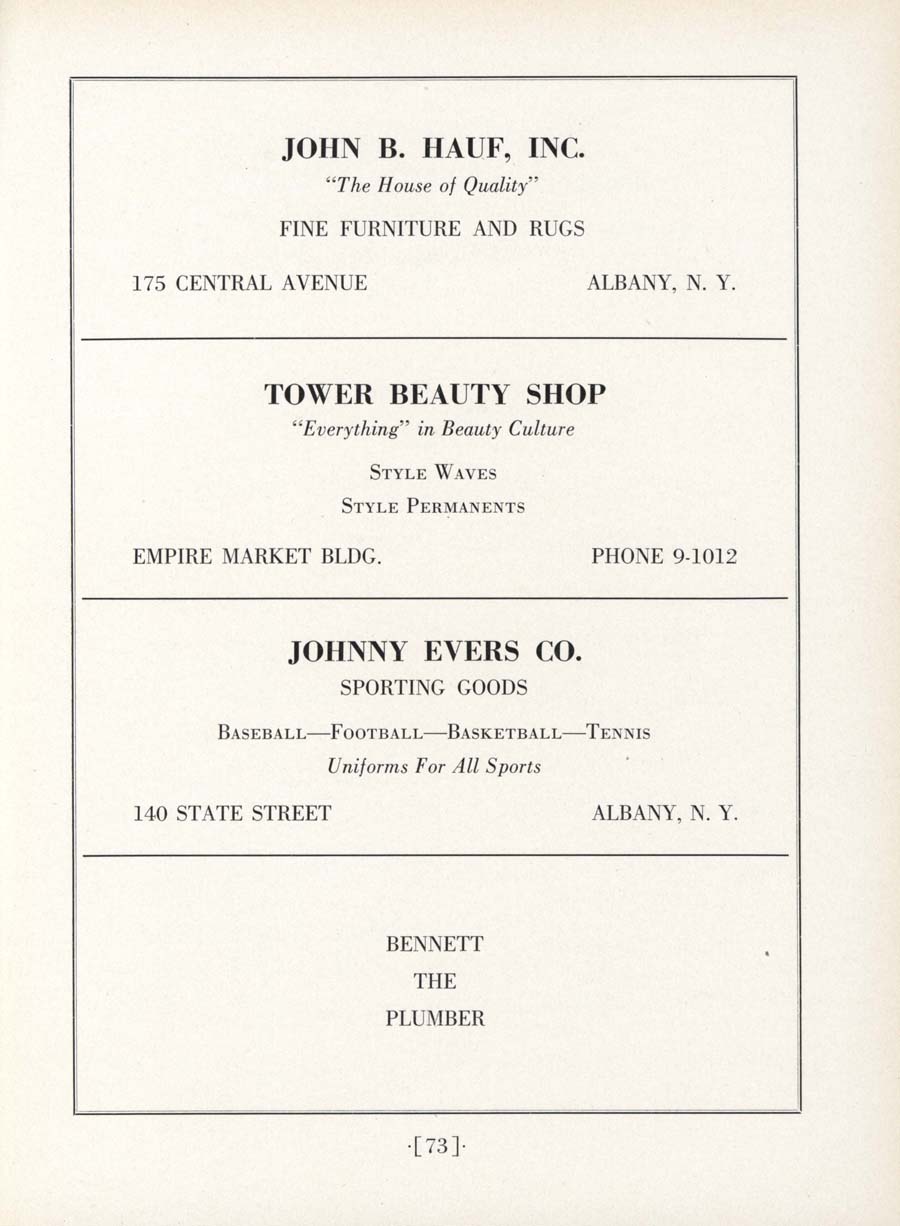 JOHN B. HAUF, INC.
“The House of Quality”
FINE FURNITURE AND RUGS
175 CENTRAL AVENUE ALBANY, N. Y.
TOWER BEAUTY SHOP
“Everything” in Beauty Culture
STYLE WAVES
STYLE PERMANENTS
EMPIRE MARKET BLDG. PHONE 9-1012
JOHNNY EVERS CO.
SPORTING GOODS
BASEBALL—FOOTBALL—BASKETBALL—TENNIS
Uniforms For All Sports
140 STATE STREET ALBANY, N. Y.
BENNETT
THE
PLUMBER
·[73]·